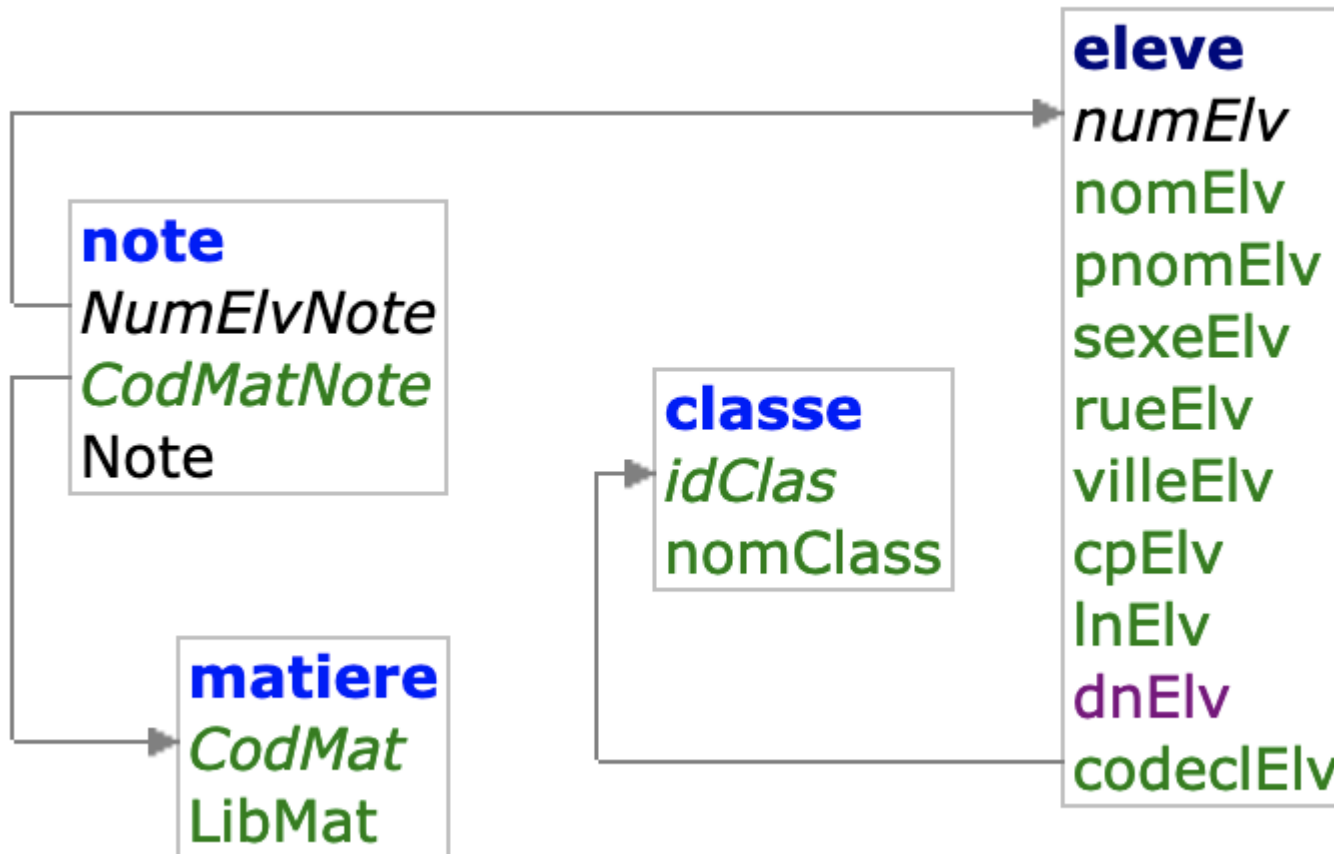 eleve
numElv
nomElv
pnomElv
sexeElv
rueElv
villeElv
cpElv
lnElv
dnElv
codeclElv
note
NumElvNote
CodMatNote
Note
classe
idClas
nomClass
matiere
CodMat
LibMat